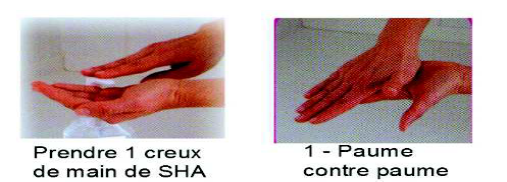 Prendre 1 creux
de main de SHA
1 - Paume
contre paume